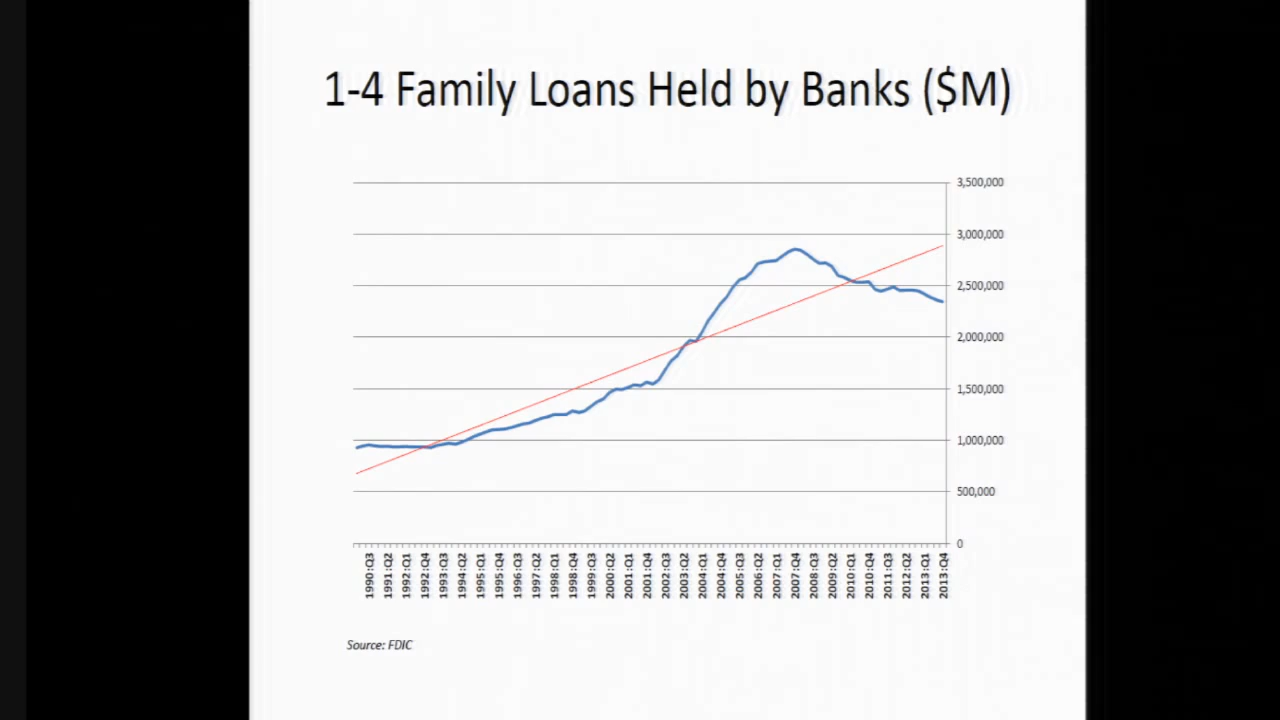 1-4 Family Loans Held by Banks ($M)
3,500,000
3,000,000
2,500,000
2,000,000
1,500,000
1,000,000
500,000
0
1990:Q3
1991:Q2
1992:Q1
1992:Q4
1993:Q3
1994:Q2
1995:Q1
1995:Q4
1996:Q3
1997:Q2
1998:Q1
1998:Q4
1999:Q3
2000:Q2
2001:Q1
2001:Q4
2002:Q3
2003:Q2
2004:Q1
2004:Q4
2005:Q3
2006:Q2
2007:Q1
2007:Q4
2008:Q3
2009:Q2
2010:Q1
2010:Q4
2011:Q3
2012:Q2
2013:Q1
2013:Q4
Source: FDIC